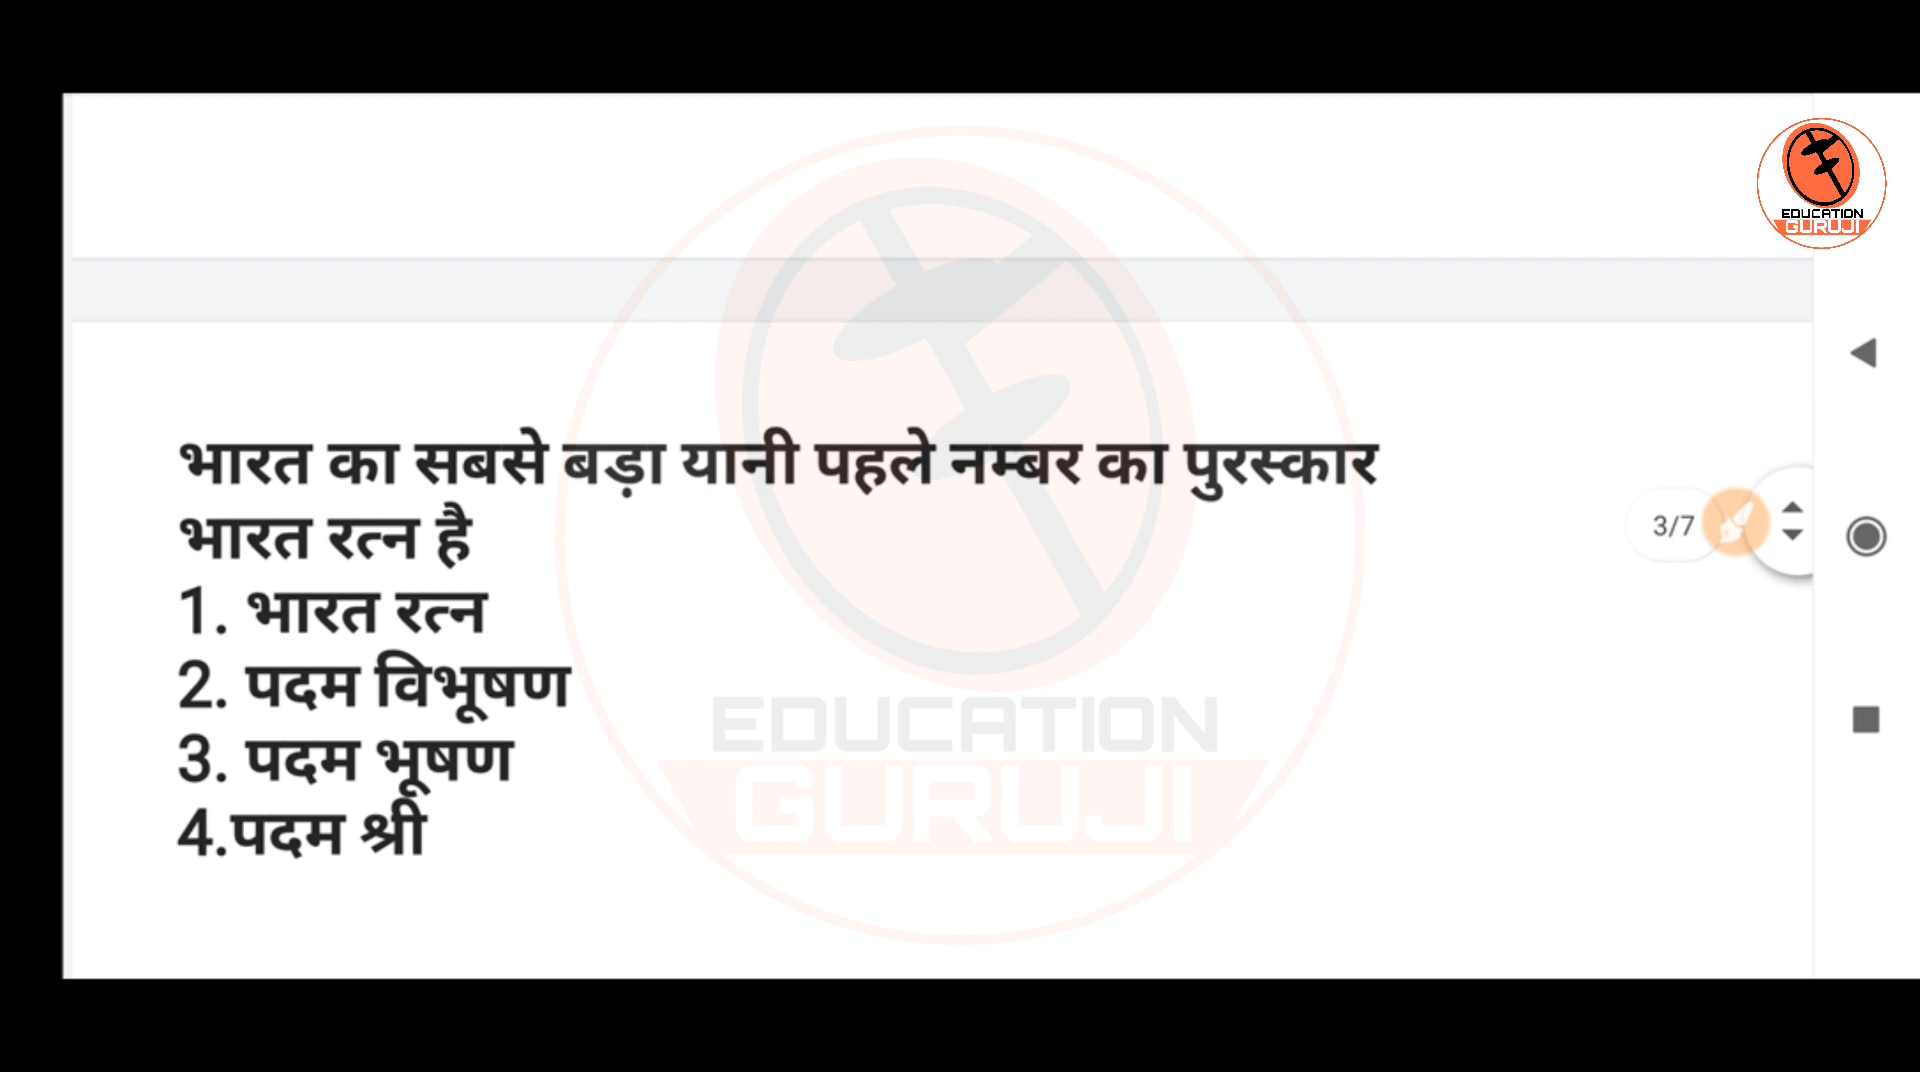 EDUCATION
GURUJI
भारत का सबसे बड़ा यानी पहले नम्बर का पुरस्कार
भारत रत्न है
1. भारत रत्न
2. पदम विभूषण
3. पदम भूषण
4.पदम श्री
3/7
EDUCATION
GURUJI